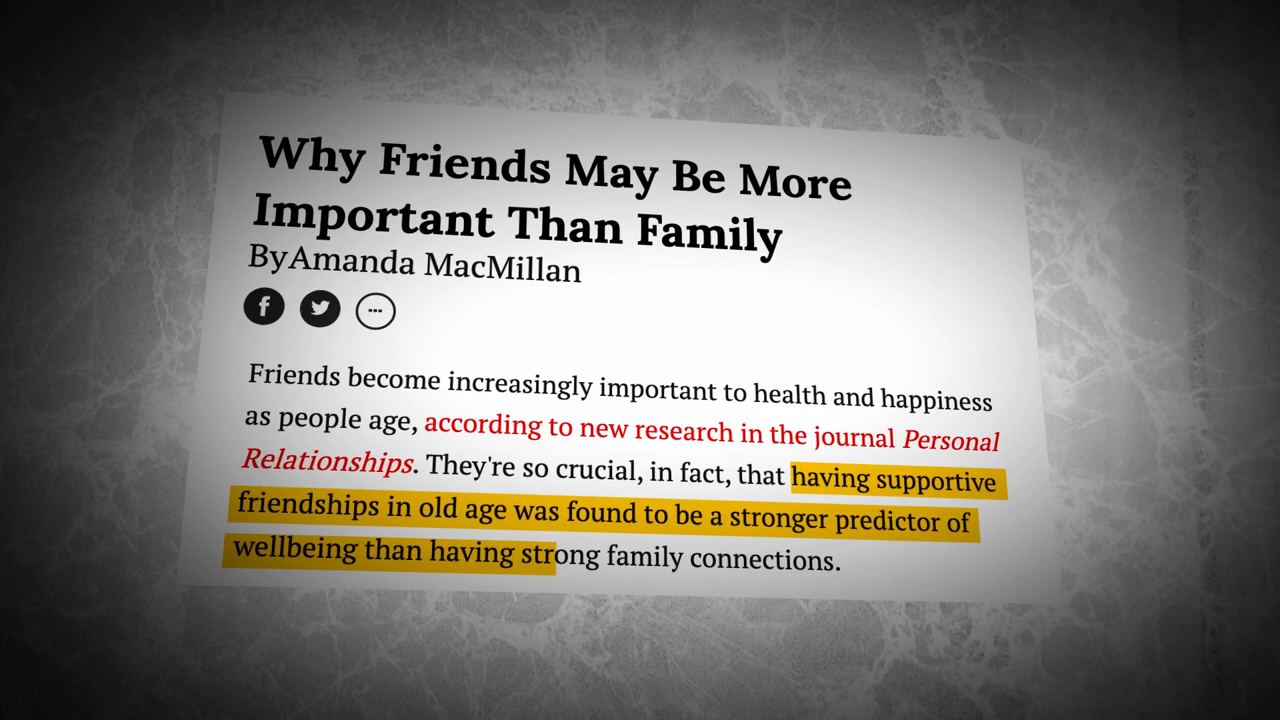 Why Friends May Be More
Important Than Family
ByAmanda MacMillan
f
Friends become increasingly important to health and happiness
as people age, according to new research in the journal Personal
Relationships. They're so crucial, in fact, that having supportive
friendships in old age was found to be a stronger predictor of
wellbeing than having strong family connections.